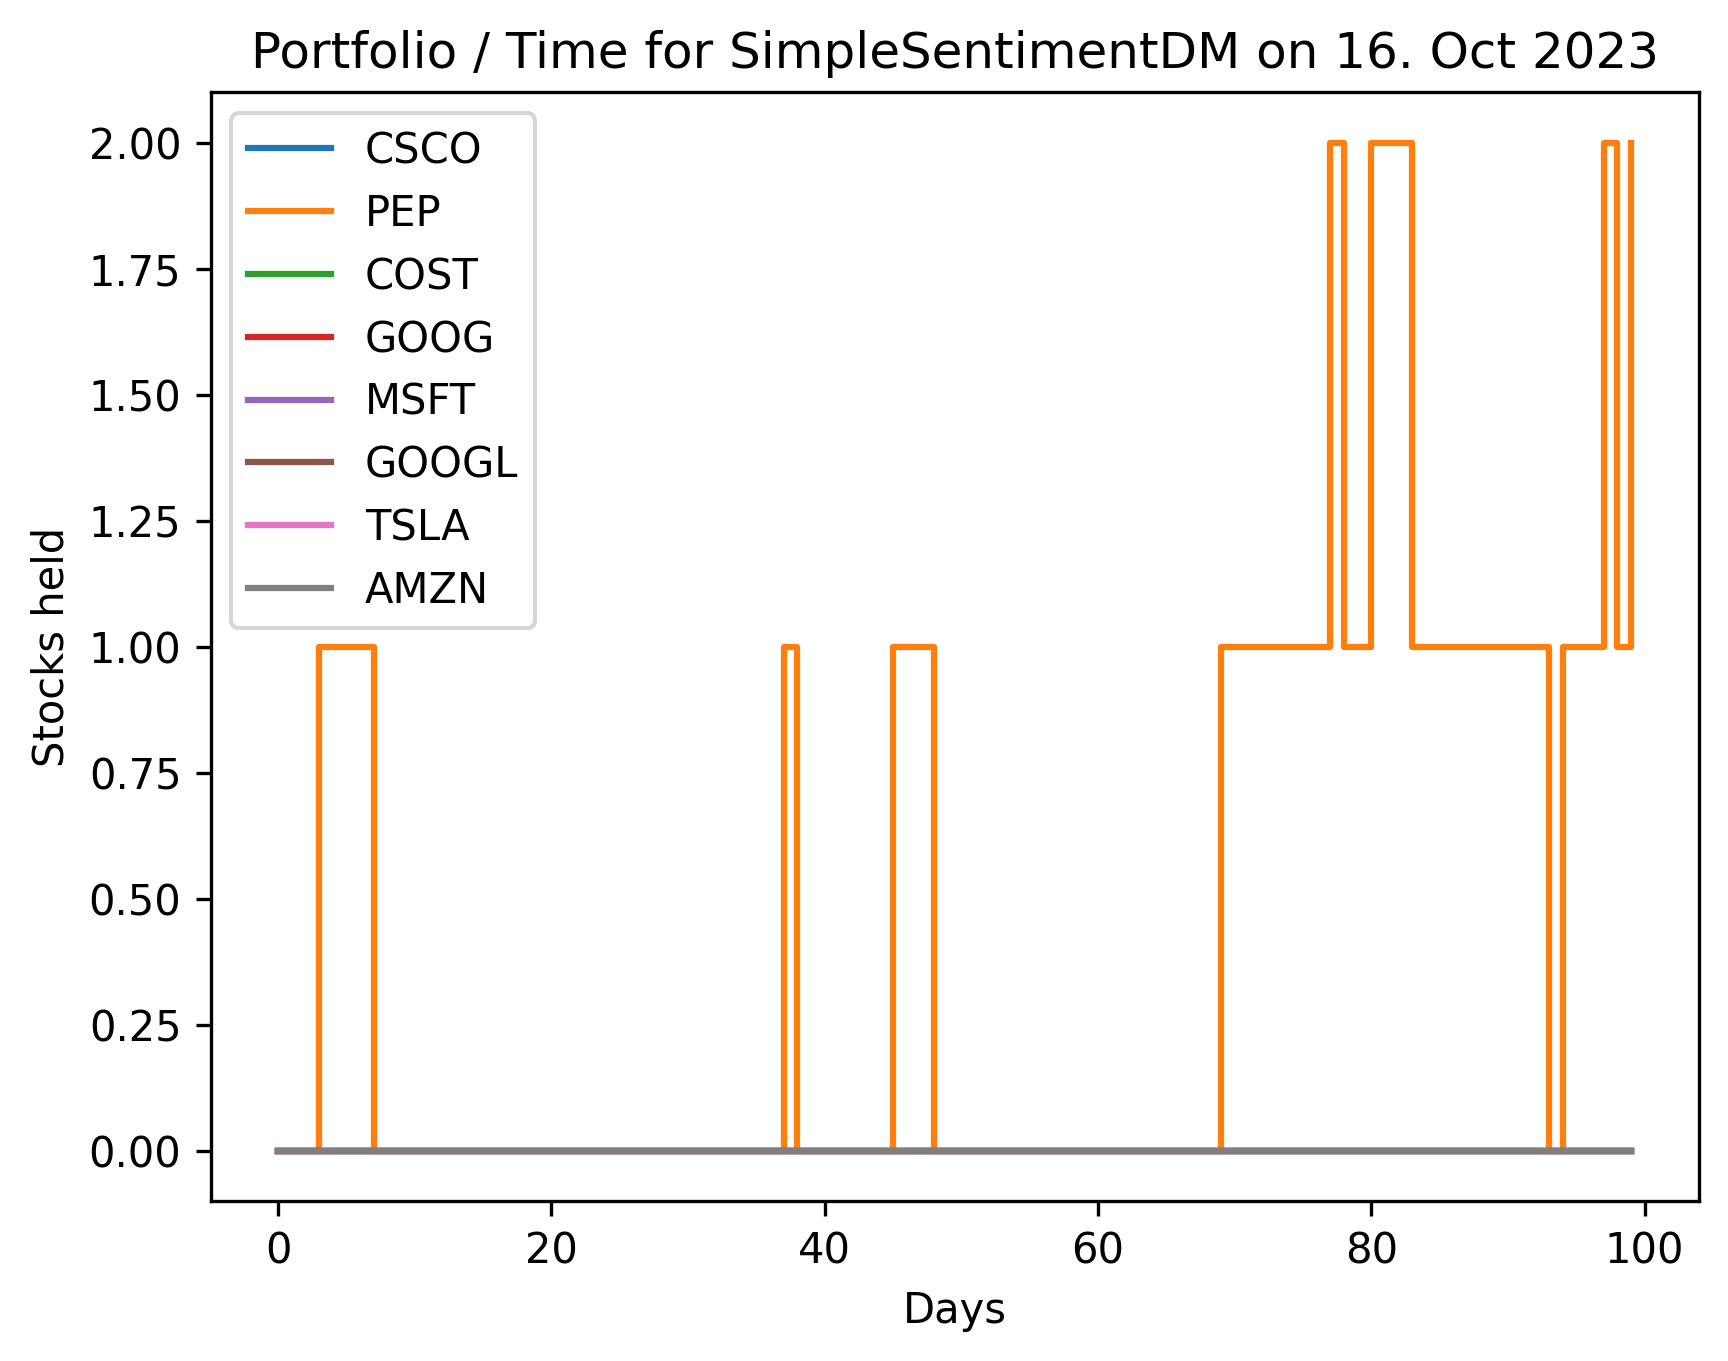 Portfolio / Time for SimpleSentimentDM on 16. Oct 2023
CSCO
PEP
COST
GOOG
MSFT
GOOGL
TSLA
AMZN
Stocks held
2.00
1.75
1.50
1.25
1.00
0.75
0.50
0.25
0.00
0 20 40 60 80 100
Days